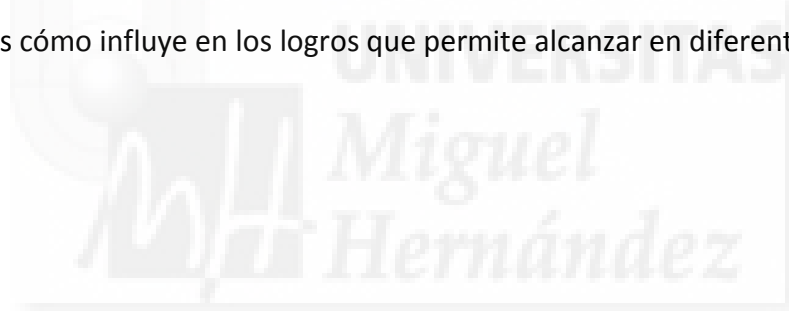 s cómo influye en los logros que permite alcanzar en diferent
UNIVERSITAS
Miguel
Hernández